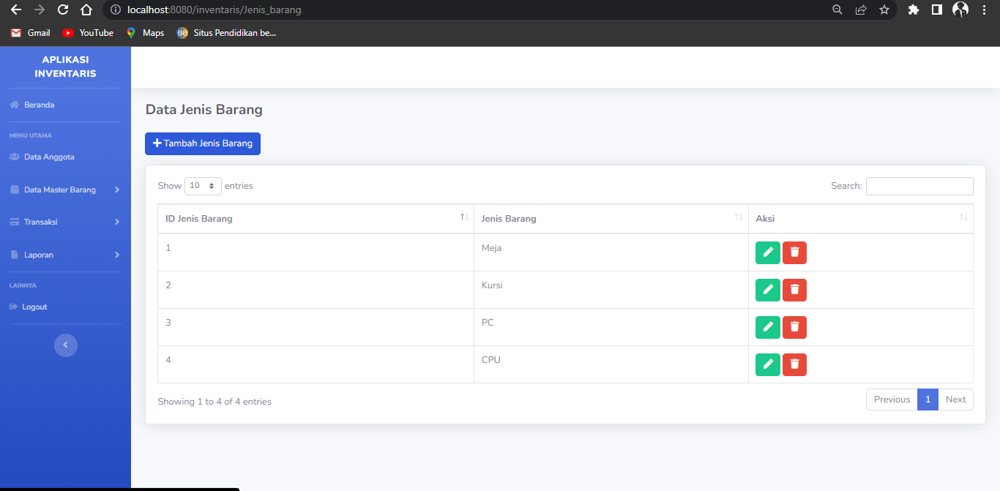 localhost:8080/inventaris/Jenis_barang
Gmail YouTube Maps Situs Pendidikan be...
APLIKASI
INVENTARIS
Beranda
MENU UTAMA
Data Anggota
Data Master Barang
Transaksi
Laporan
LAINNYA
Logout
Data Jenis Barang
Tambah Jenis Barang
Show 10 entries Search:
ID Jenis Barang Jenis Barang Aksi
1 Meja
2 Kursi
3 PC
4 CPU
Showing 1 to 4 of 4 entries Previous 1 Next